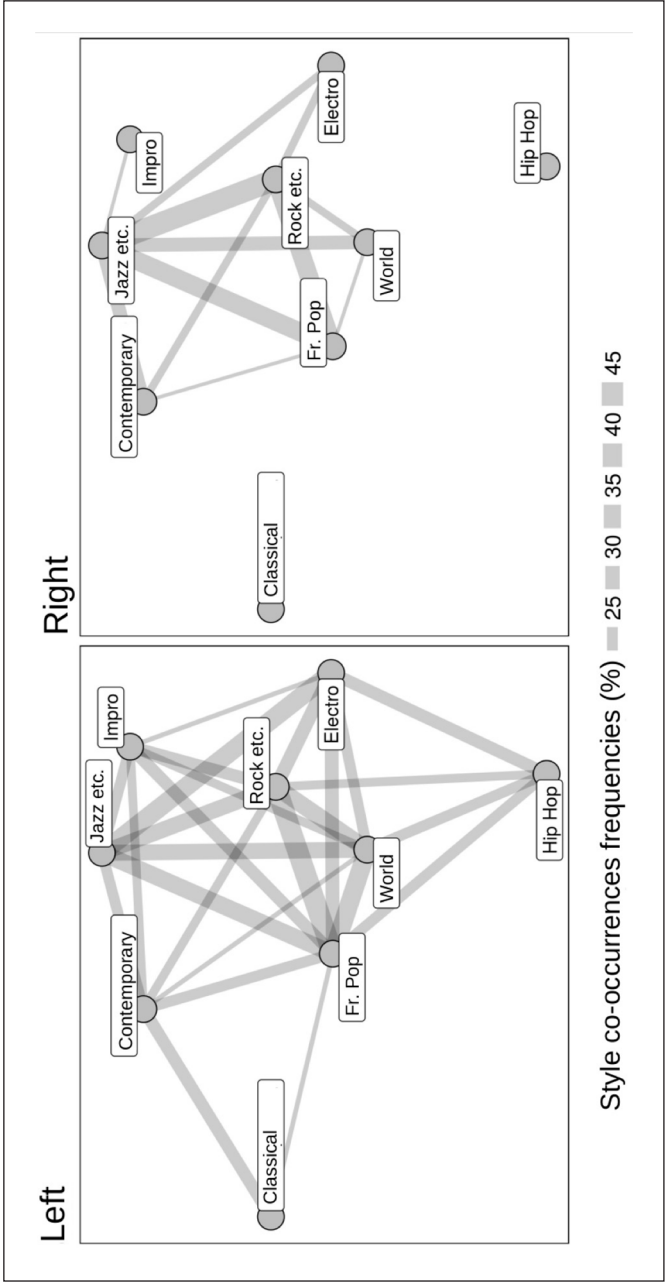 Left
Jazz etc.
Impro
Contemporary
Rock etc.
Electro
Classical
World
Fr. Pop
Hip Hop
Right
Jazz etc.
Impro
Contemporary
Electro
Rock etc.
Fr. Pop
World
Classical
Hip Hop
Style co-occurrences frequencies (%) 25 30 35 40 45